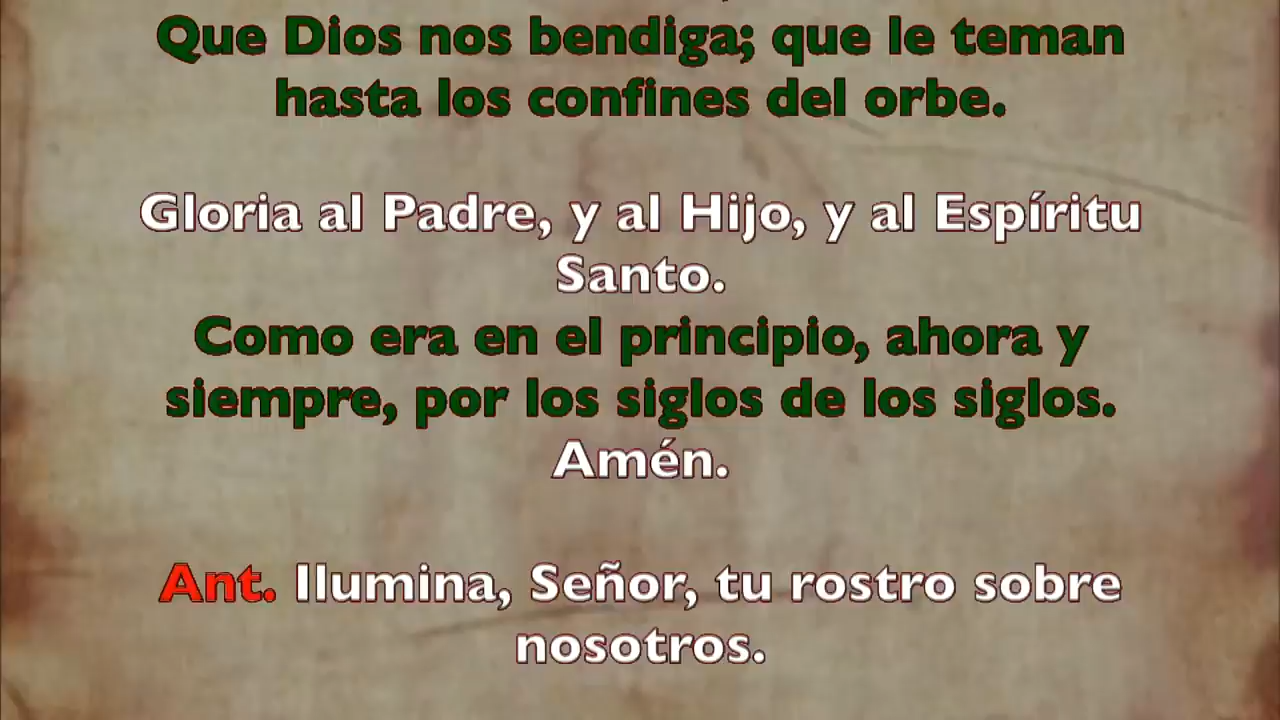 Que Dios nos bendiga; que le teman
hasta los confines del orbe.
Gloria al Padre, y al Hijo, y al Espíritu
Santo.
Como era en el principio, ahora y
siempre, por los siglos de los siglos.
Amén.
Ant. Ilumina, Señor, tu rostro sobre
nosotros.